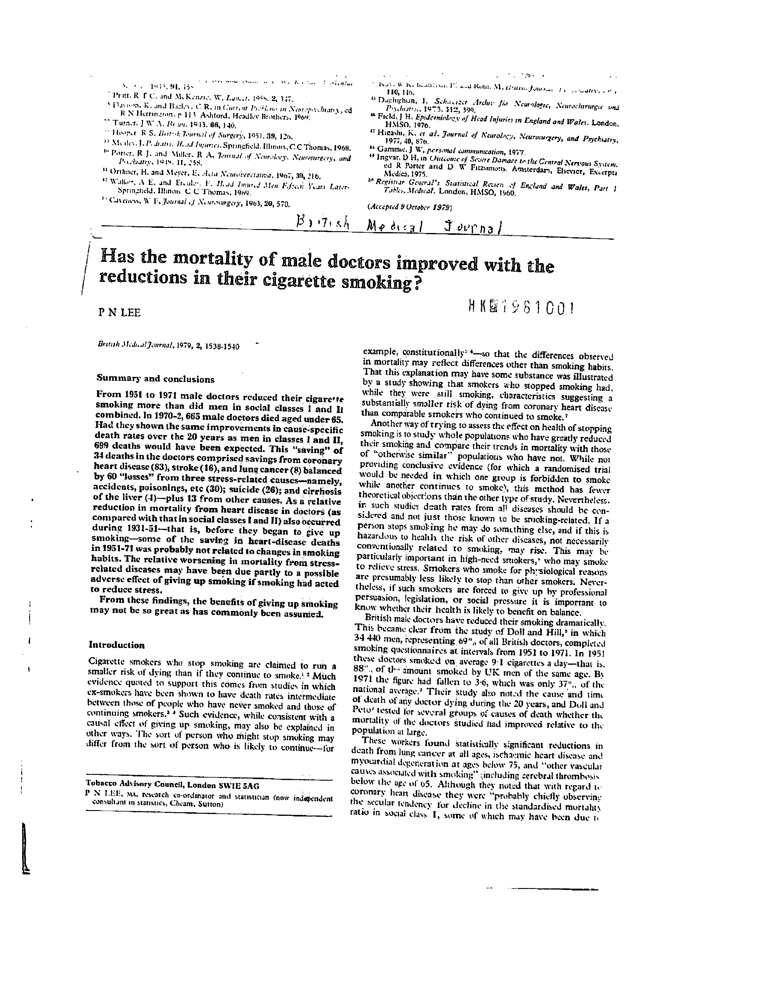 Pritt, R T C, and McKenzie, W, Lancet, 1958, 2, 347.
Davison, K, and Bagley, C R, in Current Problems in Neuropsychiatry, ed
R N Herrington, p 113. Ashford, Headley Brothers, 1969.
Turner, J W A, Brain, 1943, 66, 140.
Hooper, R S, British Journal of Surgery, 1951, 39, 126.
Mealey, J, Pediatric Head Injuries. Springfield, Illinois, C C Thomas, 1968.
Porter, R J, and Miller, R A, Journal of Neurology, Neurosurgery, and
Psychiatry, 1948, 11, 258.
Orthner, H, and Meyer, E, Acta Neurovegetativa, 1967, 30, 216.
Walker, A E, and Erculei, F, Head Injured Men Fifteen Years Later.
Springfield, Illinois, C C Thomas, 1969.
Caveness, W F, Journal of Neurosurgery, 1963, 20, 570.
110, 116.
Daghighian, I, Schweizer Archiv für Neurologie, Neurochirurgie und
Psychiatrie, 1973, 112, 399.
Field, J H, Epidemiology of Head Injuries in England and Wales. London,
HMSO, 1976.
Higashi, K, et al, Journal of Neurology, Neurosurgery, and Psychiatry,
1977, 40, 876.
Gammie, J W, personal communication, 1977.
Ingvar, D H, in Outcome of Severe Damage to the Central Nervous System,
ed R Porter and D W Fitzsimons. Amsterdam, Elsevier, Excerpta
Medica, 1975.
Registrar General's Statistical Review of England and Wales, Part I
Tables, Medical. London, HMSO, 1960.
(Accepted 9 October 1979)
British Medical Journal
Has the mortality of male doctors improved with the
reductions in their cigarette smoking?
P N LEE
British Medical Journal, 1979, 2, 1538-1540
Summary and conclusions
From 1951 to 1971 male doctors reduced their cigarette
smoking more than did men in social classes I and II
combined. In 1970-2, 665 male doctors died aged under 65.
Had they shown the same improvements in cause-specific
death rates over the 20 years as men in classes I and II,
699 deaths would have been expected. This "saving" of
34 deaths in the doctors comprised savings from coronary
heart disease (83), stroke (16), and lung cancer (8) balanced
by 60 "losses" from three stress-related causes—namely,
accidents, poisonings, etc (30); suicide (26); and cirrhosis
of the liver (4)—plus 13 from other causes. As a relative
reduction in mortality from heart disease in doctors (as
compared with that in social classes I and II) also occurred
during 1931-51—that is, before they began to give up
smoking—some of the saving in heart-disease deaths
in 1951-71 was probably not related to changes in smoking
habits. The relative worsening in mortality from stress-
related diseases may have been due partly to a possible
adverse effect of giving up smoking if smoking had acted
to reduce stress.
From these findings, the benefits of giving up smoking
may not be so great as has commonly been assumed.
Introduction
Cigarette smokers who stop smoking are claimed to run a
smaller risk of dying than if they continue to smoke.1 2 Much
evidence quoted to support this comes from studies in which
ex-smokers have been shown to have death rates intermediate
between those of people who have never smoked and those of
continuing smokers.3 4 Such evidence, while consistent with a
causal effect of giving up smoking, may also be explained in
other ways. The sort of person who might stop smoking may
differ from the sort of person who is likely to continue—for
Tobacco Advisory Council, London SW1E 5AG
P N LEE, MA, research co-ordinator and statistician (now independent
consultant in statistics, Cheam, Sutton)
HK 1981001
example, constitutionally5 6—so that the differences observed
in mortality may reflect differences other than smoking habits.
That this explanation may have some substance was illustrated
by a study showing that smokers who stopped smoking had,
while they were still smoking, characteristics suggesting a
substantially smaller risk of dying from coronary heart disease
than comparable smokers who continued to smoke.7
Another way of trying to assess the effect on health of stopping
smoking is to study whole populations who have greatly reduced
their smoking and compare their trends in mortality with those
of "otherwise similar" populations who have not. While not
providing conclusive evidence (for which a randomised trial
would be needed in which one group is forbidden to smoke
while another continues to smoke), this method has fewer
theoretical objections than the other type of study. Nevertheless,
in such studies death rates from all diseases should be con-
sidered and not just those known to be smoking-related. If a
person stops smoking he may do something else, and if this is
hazardous to health the risk of other diseases, not necessarily
conventionally related to smoking, may rise. This may be
particularly important in high-need smokers,8 who may smoke
to relieve stress. Smokers who smoke for physiological reasons
are presumably less likely to stop than other smokers. Never-
theless, if such smokers are forced to give up by professional
persuasion, legislation, or social pressure it is important to
know whether their health is likely to benefit on balance.
British male doctors have reduced their smoking dramatically.
This became clear from the study of Doll and Hill,9 in which
34 440 men, representing 69% of all British doctors, completed
smoking questionnaires at intervals from 1951 to 1971. In 1951
these doctors smoked on average 9·1 cigarettes a day—that is,
88% of the amount smoked by UK men of the same age. By
1971 the figure had fallen to 3·6, which was only 37% of the
national average.3 Their study also noted the cause and time
of death of any doctor dying during the 20 years, and Doll and
Peto3 tested for several groups of causes of death whether the
mortality of the doctors studied had improved relative to the
population at large.
These workers found statistically significant reductions in
death from lung cancer at all ages, ischaemic heart disease and
myocardial degeneration at ages below 75, and "other vascular
causes associated with smoking" (including cerebral thrombosis
below the age of 65. Although they noted that with regard to
coronary heart disease they were "probably chiefly observing
the secular tendency for decline in the standardised mortality
ratio in social class I, some of which may have been due to